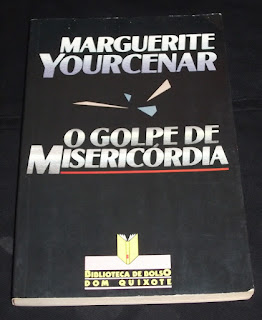 MARGUERITE
YOURCENAR
O GOLPE DE
MISERICÓRDIA
BIBLIOTECA DE BOLSO
DOM QUIXOTE